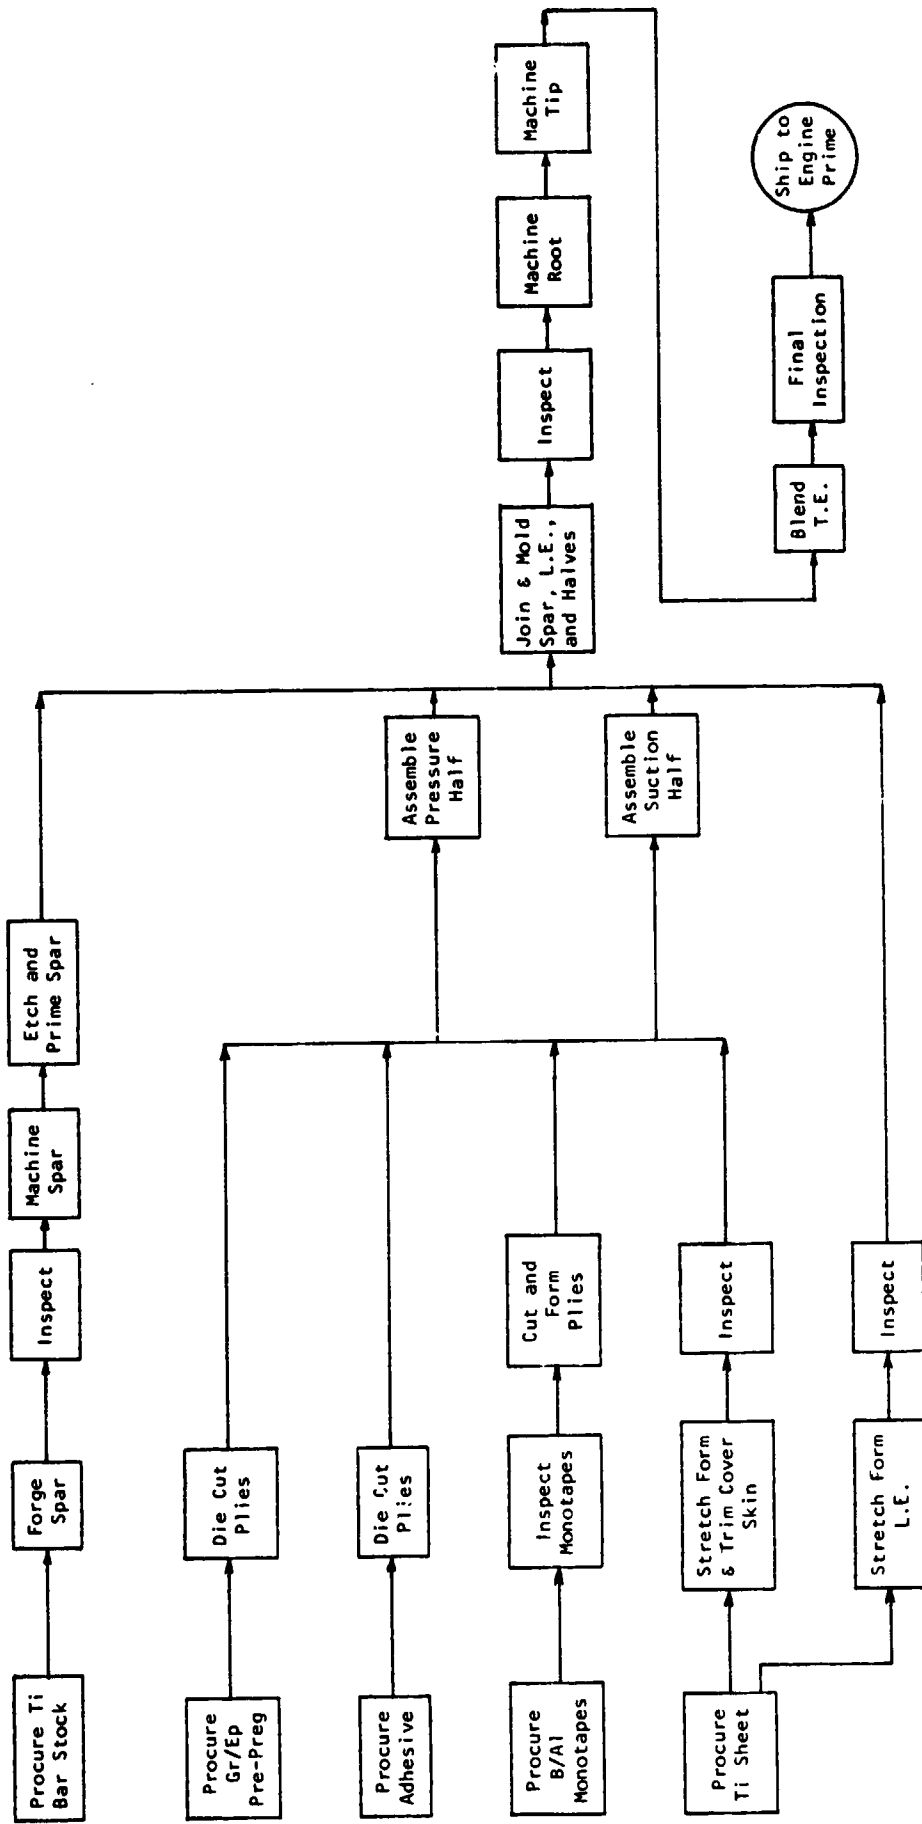 Procure Ti
Bar Stock
Forge
Spar
Inspect
Machine
Spar
Etch and
Prime Spar
Procure
Gr/Ep
Pre-Preg
Die Cut
Plies
Procure
Adhesive
Die Cut
Plies
Procure
B/Al
Monotapes
Inspect
Monotapes
Cut and
Form
Plies
Procure
Ti Sheet
Stretch Form
& Trim Cover
Skin
Inspect
Stretch Form
L.E.
Inspect
Assemble
Pressure
Half
Assemble
Suction
Half
Join & Mold
Spar, L.E.,
and Halves
Inspect
Machine
Root
Machine
Tip
Blend
T.E.
Final
Inspection
Ship to
Engine
Prime